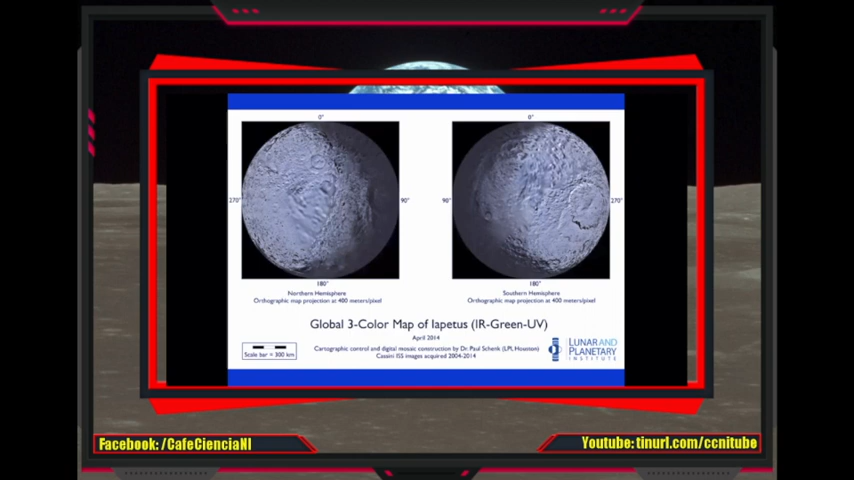 0°
0°
270°
90°
90°
270°
180°
180°
Northern Hemisphere
Orthographic map projection at 400 meters/pixel
Southern Hemisphere
Orthographic map projection at 400 meters/pixel
Global 3-Color Map of Iapetus (IR-Green-UV)
April 2014
Cartographic control and digital mosaic construction by Dr. Paul Schenk (LPI, Houston)
Cassini ISS images acquired 2004-2014
Scale bar = 300 km
LUNAR AND
PLANETARY
INSTITUTE
Facebook: /CafeCienciaNI
Youtube: tinurl.com/ccnitube